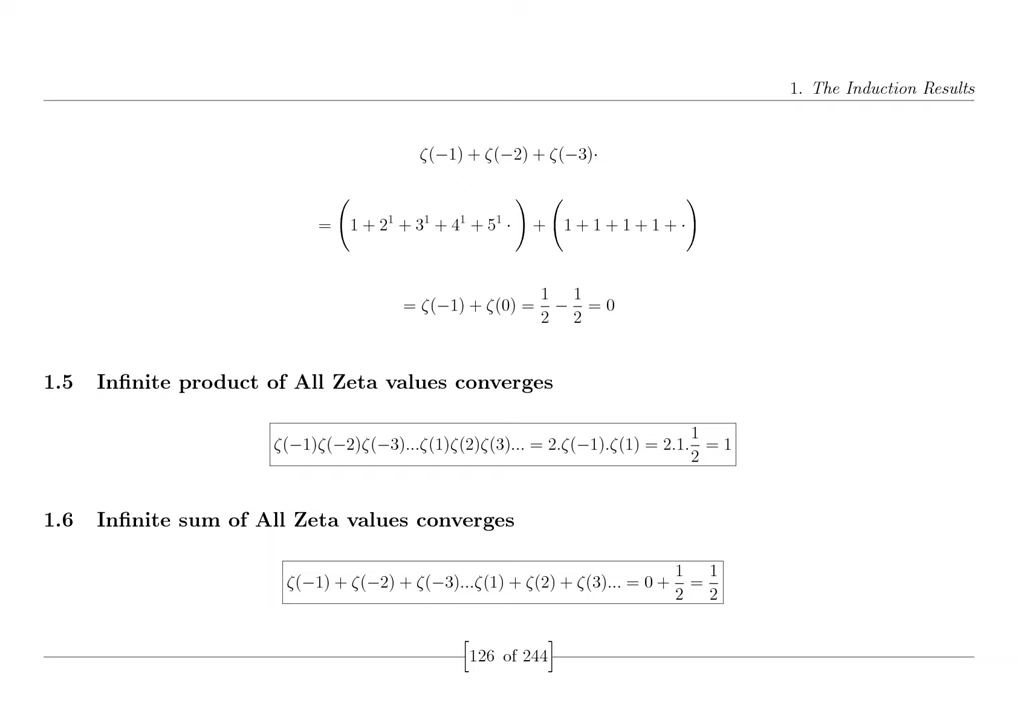 1. The Induction Results
ζ(−1) + ζ(−2) + ζ(−3)·
= (1 + 2¹ + 3¹ + 4¹ + 5¹ ·) + (1 + 1 + 1 + 1 + ·)
= ζ(−1) + ζ(0) = 1/2 − 1/2 = 0
1.5 Infinite product of All Zeta values converges
ζ(−1)ζ(−2)ζ(−3)...ζ(1)ζ(2)ζ(3)... = 2.ζ(−1).ζ(1) = 2.1.1/2 = 1
1.6 Infinite sum of All Zeta values converges
ζ(−1) + ζ(−2) + ζ(−3)...ζ(1) + ζ(2) + ζ(3)... = 0 + 1/2 = 1/2
[126 of 244]